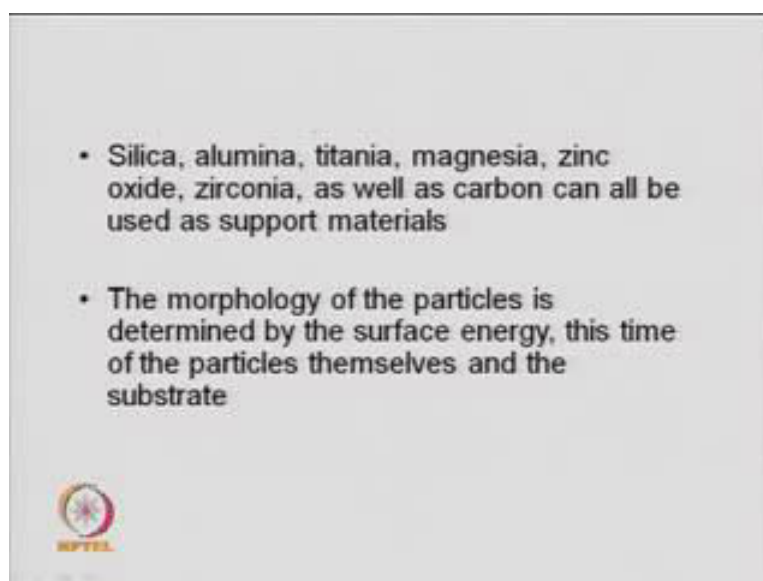 • Silica, alumina, titania, magnesia, zinc
oxide, zirconia, as well as carbon can all be
used as support materials
• The morphology of the particles is
determined by the surface energy, this time
of the particles themselves and the
substrate
NPTEL